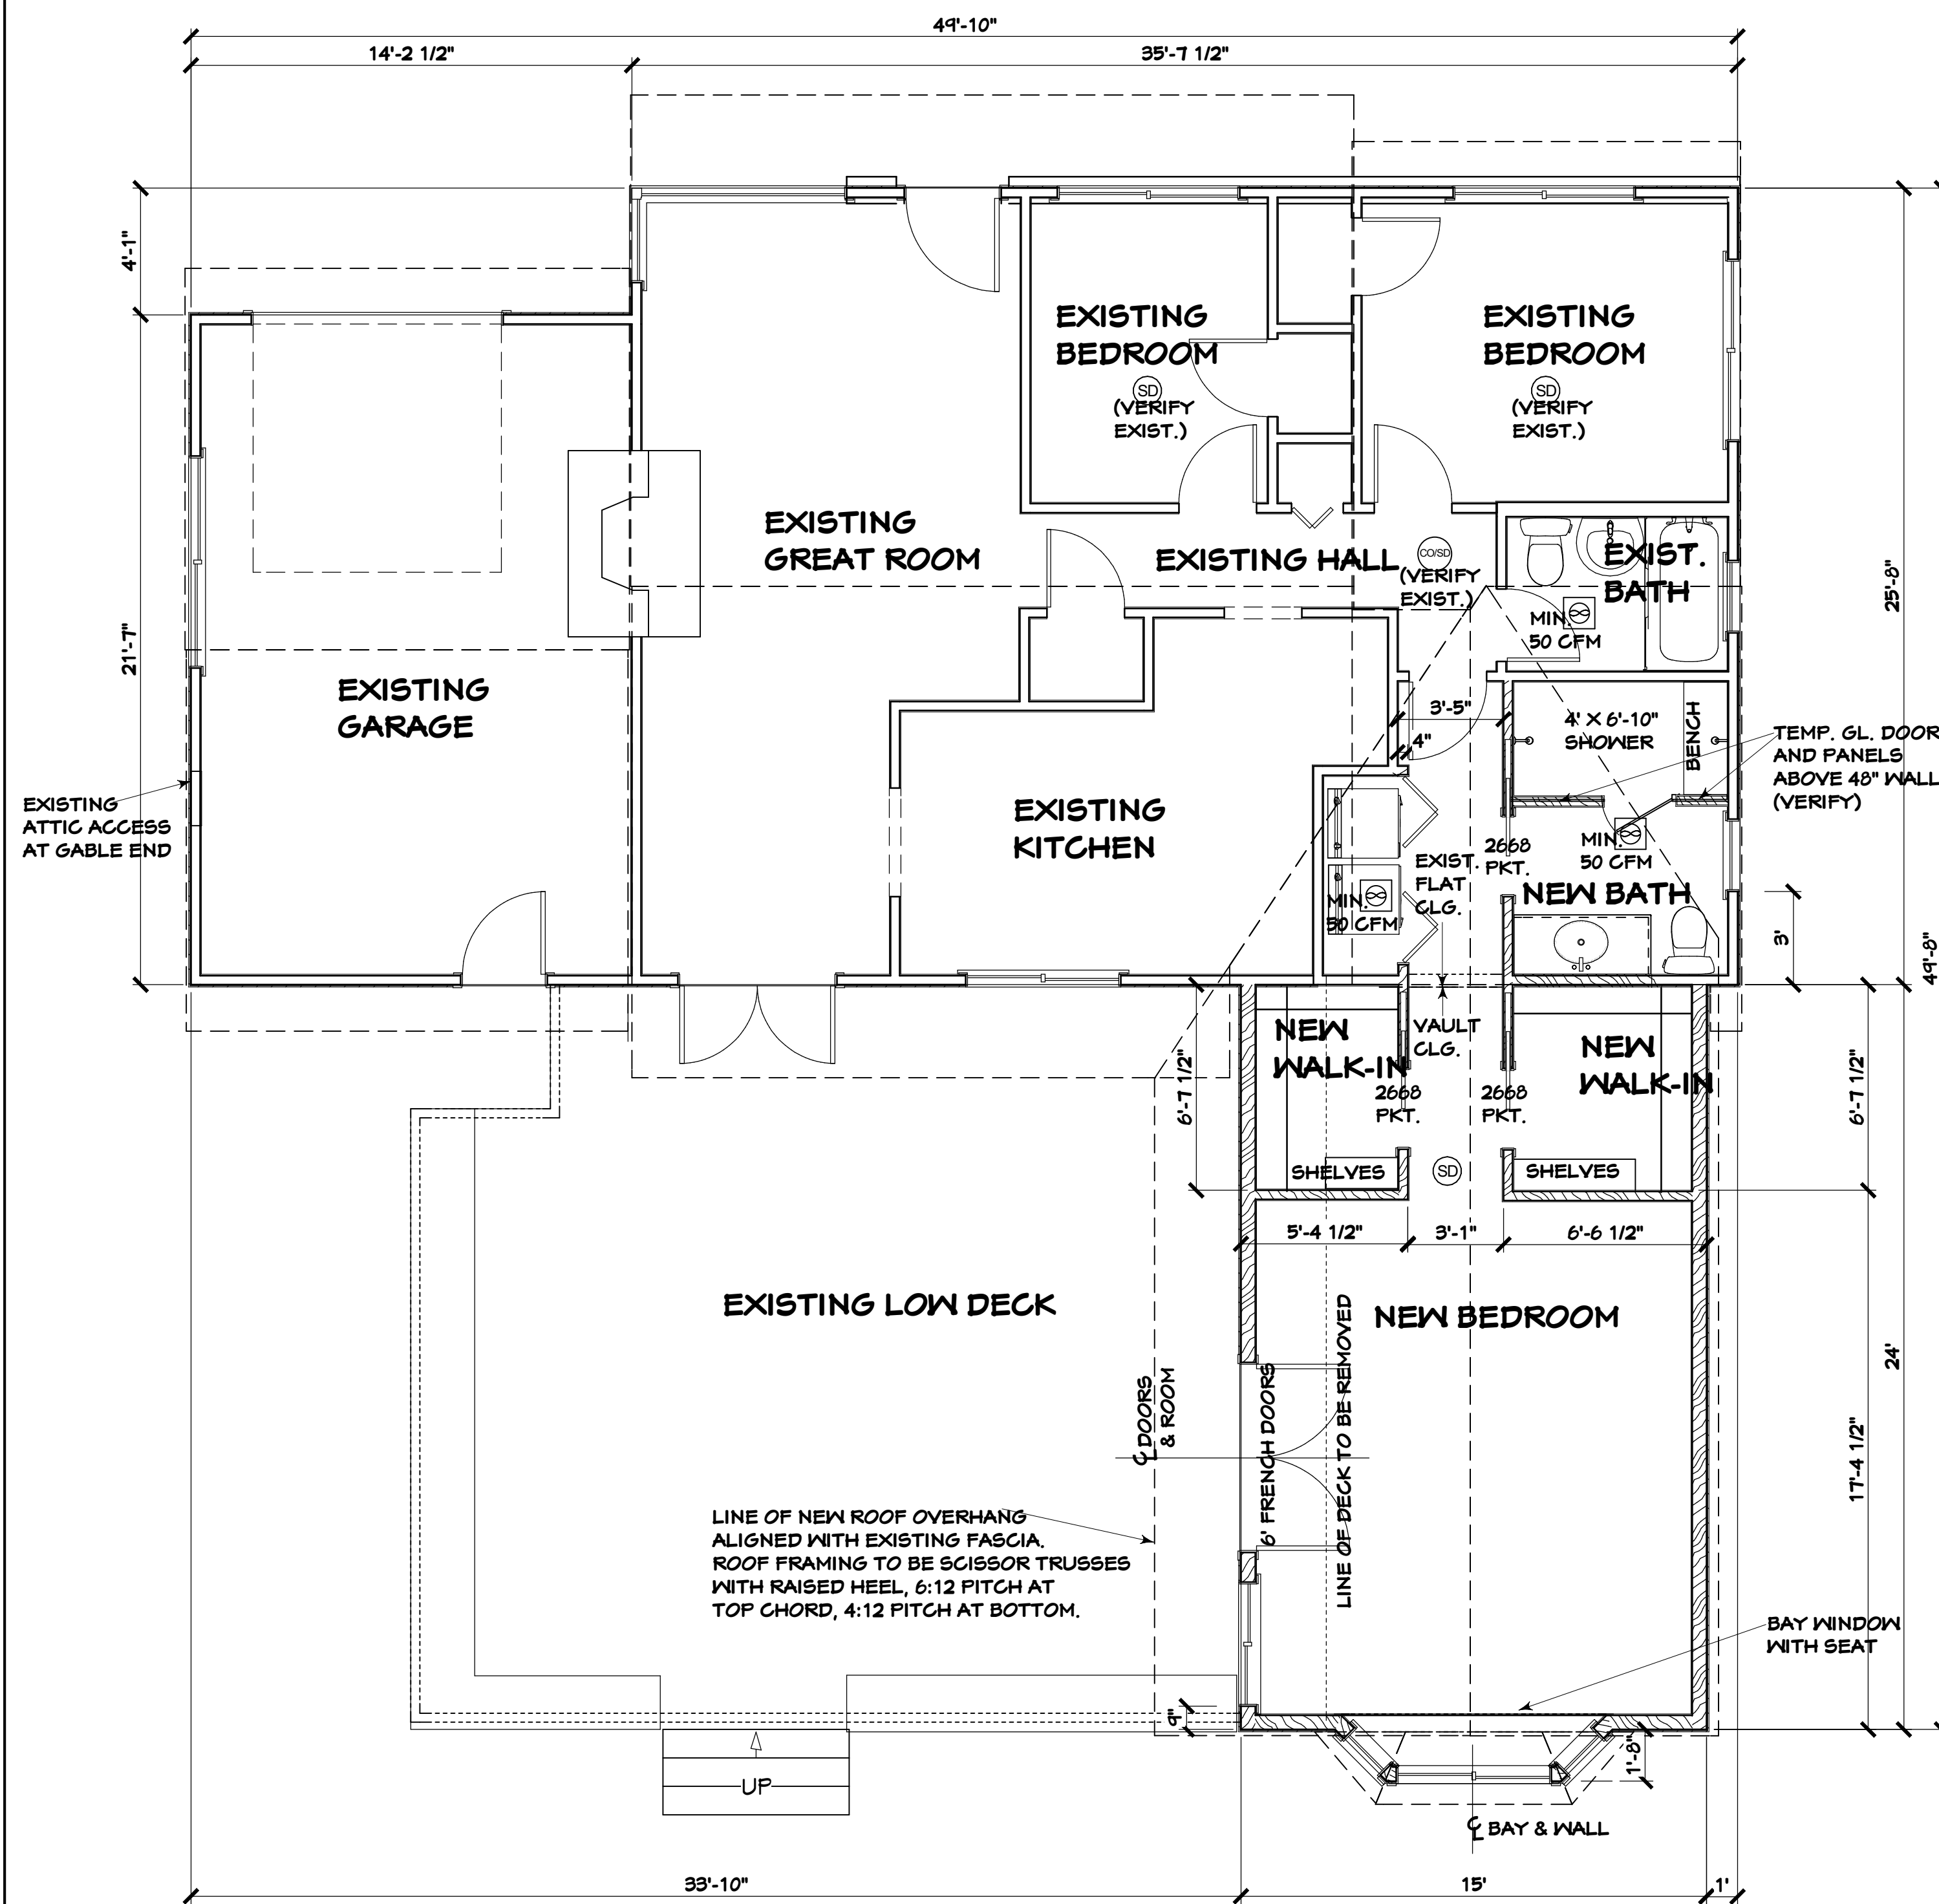 49'-10"
14'-2 1/2"
35'-7 1/2"
4'-1"
21'-7"
25'-8"
49'-8"
EXISTING
BEDROOM
SD
(VERIFY
EXIST.)
EXISTING
BEDROOM
SD
(VERIFY
EXIST.)
EXISTING
GREAT ROOM
EXISTING HALL
CO/SD
(VERIFY
EXIST.)
EXIST.
BATH
MIN.
50 CFM
EXISTING
GARAGE
3'-5"
4"
4' X 6'-10"
SHOWER
BENCH
TEMP. GL. DOOR
AND PANELS
ABOVE 48" WALL
(VERIFY)
EXISTING
ATTIC ACCESS
AT GABLE END
EXISTING
KITCHEN
MIN.
50 CFM
EXIST.
FLAT
CLG.
2668
PKT.
MIN.
50 CFM
NEW BATH
3'
NEW
WALK-IN
VAULT
CLG.
NEW
WALK-IN
6'-7 1/2"
6'-7 1/2"
2668
PKT.
2668
PKT.
SHELVES
SD
SHELVES
5'-4 1/2"
3'-1"
6'-6 1/2"
EXISTING LOW DECK
NEW BEDROOM
24'
17'-4 1/2"
CL DOORS
& ROOM
6' FRENCH DOORS
LINE OF DECK TO BE REMOVED
LINE OF NEW ROOF OVERHANG
ALIGNED WITH EXISTING FASCIA.
ROOF FRAMING TO BE SCISSOR TRUSSES
WITH RAISED HEEL, 6:12 PITCH AT
TOP CHORD, 4:12 PITCH AT BOTTOM.
BAY WINDOW
WITH SEAT
9"
1'-8"
UP
CL BAY & WALL
33'-10"
15'
1'